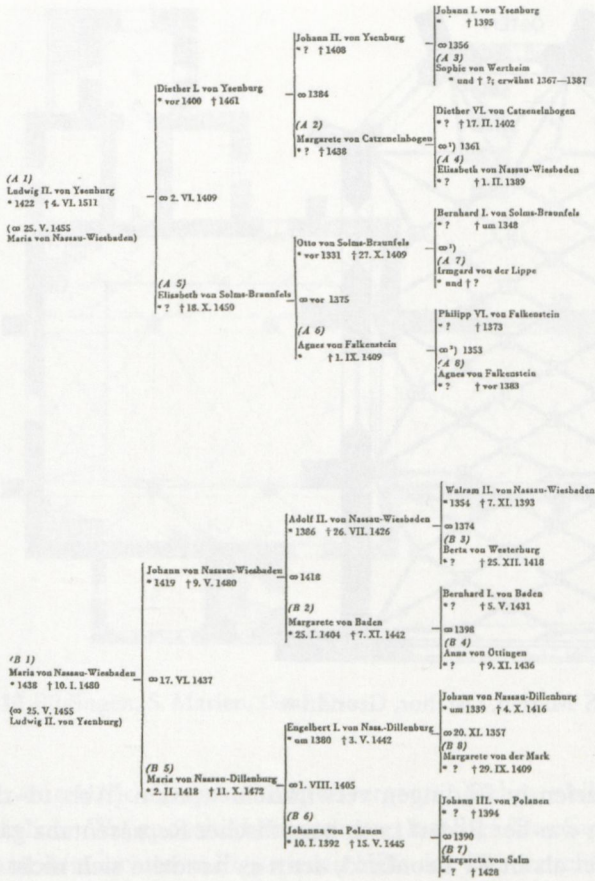 Johann I. von Ysenburg
* † 1395
∞ 1356
(A 3)
Sophie von Wertheim
* und † ?; erwähnt 1367—1387
Johann II. von Ysenburg
* ? † 1408
∞ 1384
(A 2)
Margarete von Catzenelnbogen
* ? † 1438
Diether VI. von Catzenelnbogen
* ? † 17. II. 1402
∞ ¹) 1361
(A 4)
Elisabeth von Nassau-Wiesbaden
* ? † 1. II. 1389
Diether I. von Ysenburg
* vor 1400 † 1461
∞ 2. VI. 1409
(A 5)
Elisabeth von Solms-Braunfels
* ? † 18. X. 1450
(A 1)
Ludwig II. von Ysenburg
* 1422 † 4. VI. 1511
(∞ 25. V. 1455
Maria von Nassau-Wiesbaden)
Bernhard I. von Solms-Braunfels
* ? † um 1348
∞ ²)
(A 7)
Irmgard von der Lippe
* und † ?
Otto von Solms-Braunfels
* vor 1331 † 27. X. 1409
∞ vor 1375
(A 6)
Agnes von Falkenstein
* † 1. IX. 1409
Philipp VI. von Falkenstein
* ? † 1373
∞ ³) 1353
(A 8)
Agnes von Falkenstein
* ? † vor 1383
Walram II. von Nassau-Wiesbaden
* 1354 † 7. XI. 1393
∞ 1374
(B 3)
Berta von Westerburg
* ? † 25. XII. 1418
Adolf II. von Nassau-Wiesbaden
* 1386 † 26. VII. 1426
∞ 1418
(B 2)
Margarete von Baden
* 25. I. 1404 † 7. XI. 1442
Bernhard I. von Baden
* ? † 5. V. 1431
∞ 1398
(B 4)
Anna von Öttingen
* ? † 9. XI. 1436
Johann von Nassau-Wiesbaden
* 1419 † 9. V. 1480
∞ 17. VI. 1437
(B 5)
Maria von Nassau-Dillenburg
* 2. II. 1418 † 11. X. 1472
(B 1)
Maria von Nassau-Wiesbaden
* 1438 † 10. I. 1480
(∞ 25. V. 1455
Ludwig II. von Ysenburg)
Johann von Nassau-Dillenburg
* um 1339 † 4. X. 1416
∞ 20. XI. 1357
(B 8)
Margarete von der Mark
* ? † 29. IX. 1409
Engelbert I. von Nass.-Dillenburg
* um 1380 † 3. V. 1442
∞ 1. VIII. 1403
(B 6)
Johanna von Polanen
* 10. I. 1392 † 15. V. 1445
Johann III. von Polanen
* ? † 1394
∞ 1390
(B 7)
Margareta von Salm
* ? † 1428